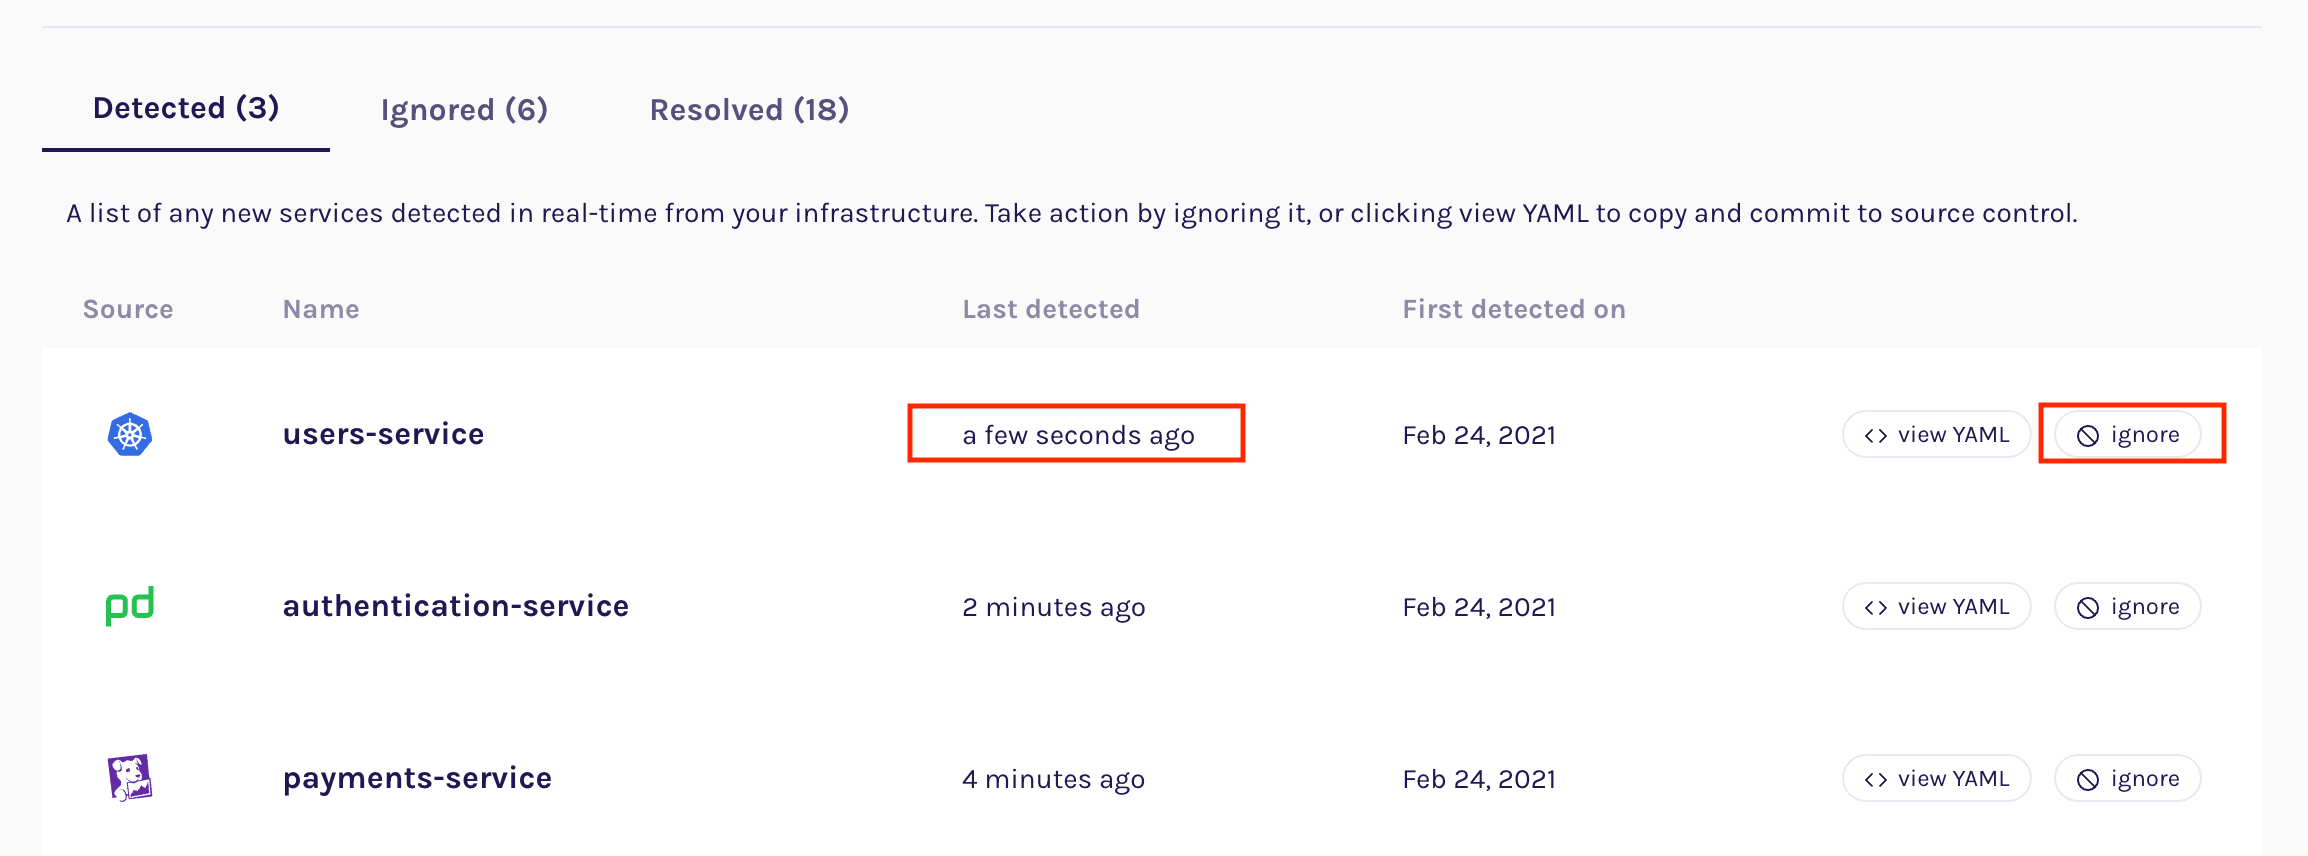 Detected (3) Ignored (6) Resolved (18)
A list of any new services detected in real-time from your infrastructure. Take action by ignoring it, or clicking view YAML to copy and commit to source control.
Source Name Last detected First detected on
users-service a few seconds ago Feb 24, 2021 <> view YAML ignore
pd authentication-service 2 minutes ago Feb 24, 2021 <> view YAML ignore
payments-service 4 minutes ago Feb 24, 2021 <> view YAML ignore